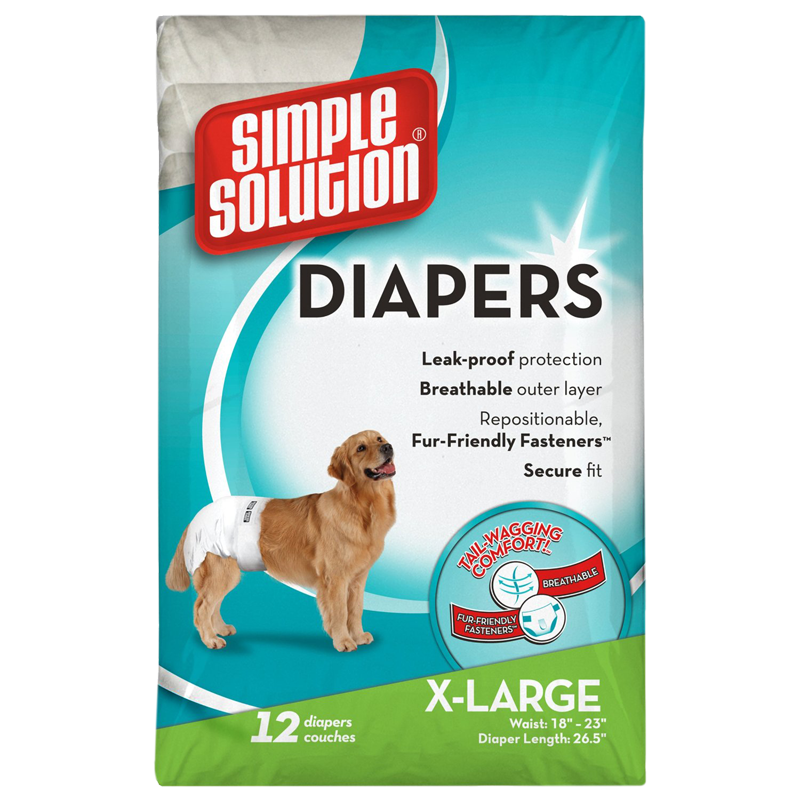 SIMPLE
SOLUTION®
DIAPERS
Leak-proof protection
Breathable outer layer
Repositionable,
Fur-Friendly Fasteners™
Secure fit
TAIL-WAGGING
COMFORT!
BREATHABLE
FUR-FRIENDLY
FASTENERS™
X-LARGE
Waist: 18" – 23"
Diaper Length: 26.5"
12 diapers
couches